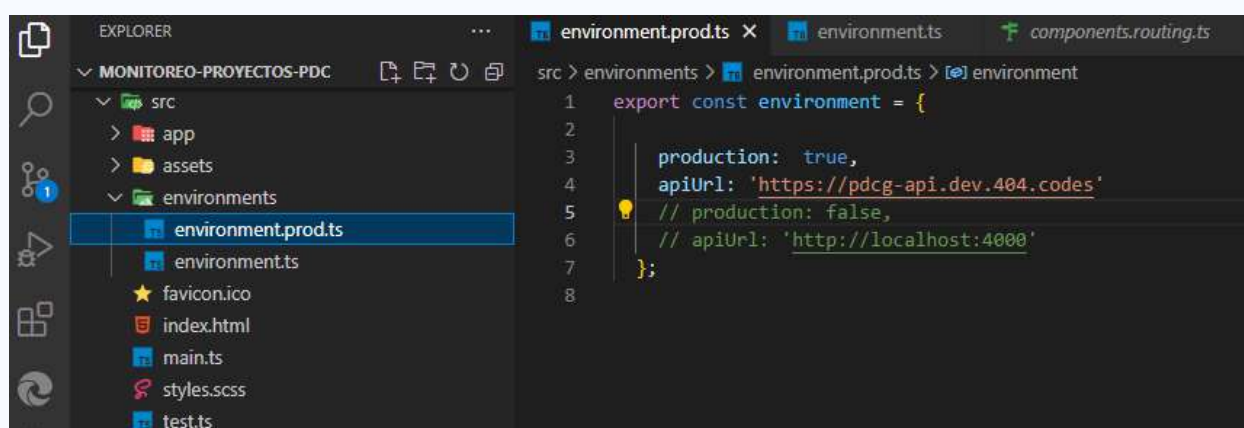 EXPLORER ...
MONITOREO-PROYECTOS-PDC
src
app
assets
environments
environment.prod.ts
environment.ts
favicon.ico
index.html
main.ts
styles.scss
test.ts
1
environment.prod.ts environment.ts components.routing.ts
src > environments > environment.prod.ts > environment
1 export const environment = {
2
3 production: true,
4 apiUrl: 'https://pdcg-api.dev.404.codes'
5 // production: false,
6 // apiUrl: 'http://localhost:4000'
7 };
8